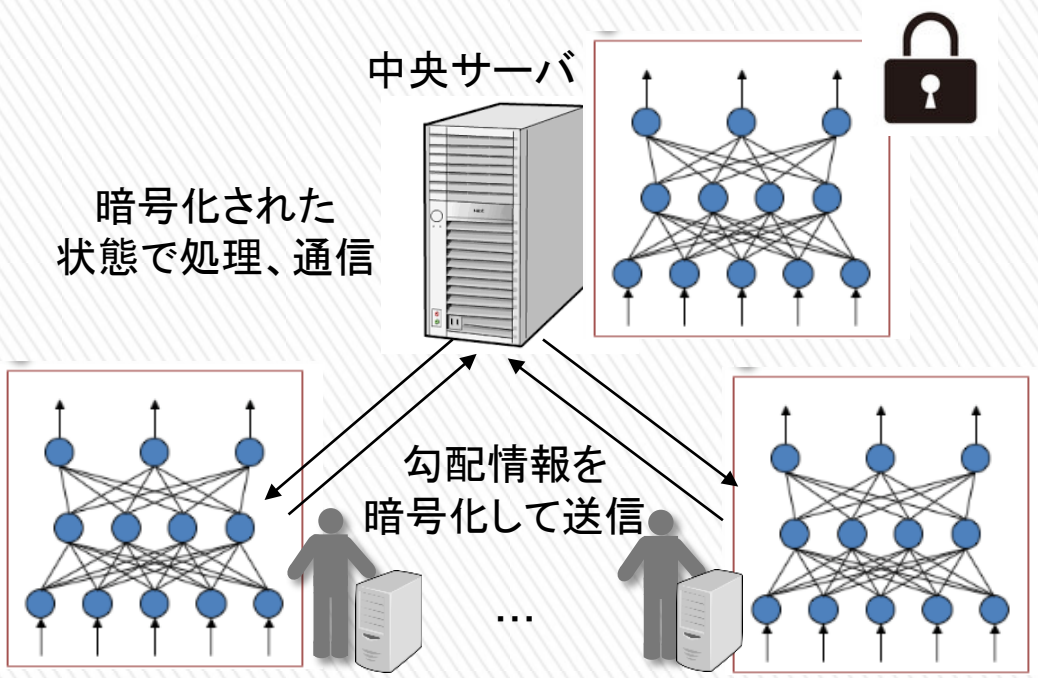 中央サーバ
暗号化された
状態で処理、通信
勾配情報を
暗号化して送信
…